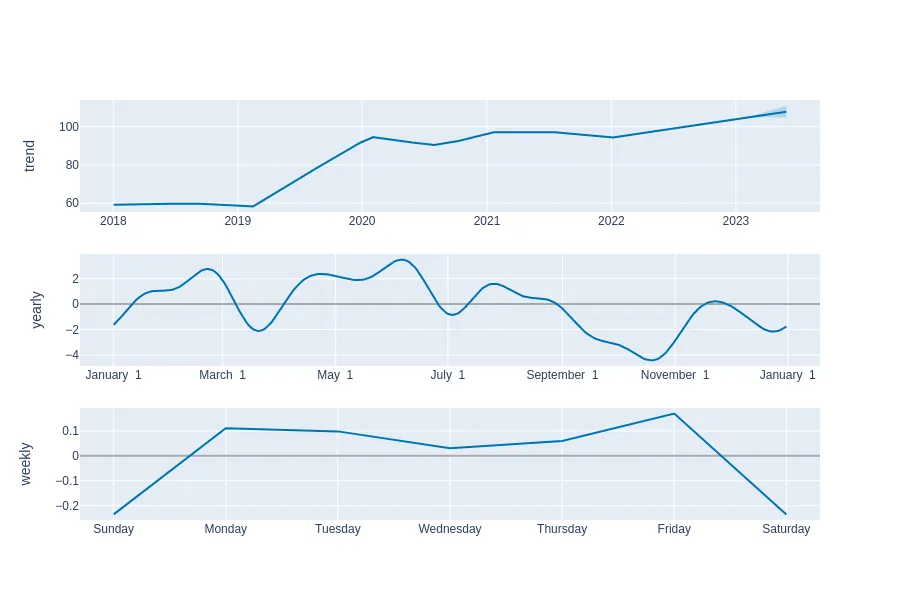 trend
100
80
60
2018 2019 2020 2021 2022 2023
yearly
2
0
−2
−4
January 1 March 1 May 1 July 1 September 1 November 1 January 1
weekly
0.1
0
−0.1
−0.2
Sunday Monday Tuesday Wednesday Thursday Friday Saturday